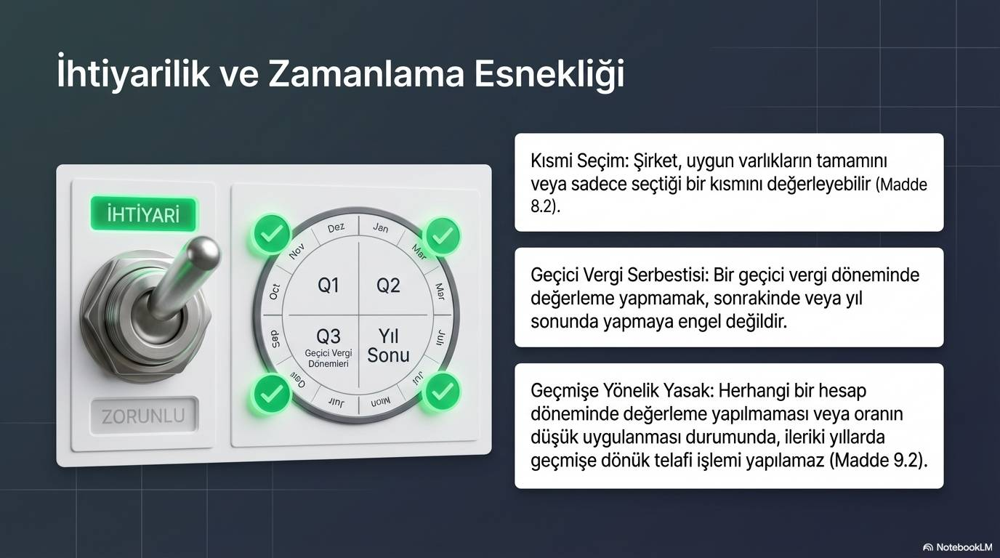 İhtiyarilik ve Zamanlama Esnekliği
İHTİYARİ
ZORUNLU
Dez
Jan
Nov
Mar
Oct
Mar
Q1
Q2
Q3
Geçici Vergi
Dönemleri
Yıl
Sonu
Kısmi Seçim: Şirket, uygun varlıkların tamamını
veya sadece seçtiği bir kısmını değerleyebilir (Madde
8.2).
Geçici Vergi Serbestisi: Bir geçici vergi döneminde
değerleme yapmamak, sonrakinde veya yıl
sonunda yapmaya engel değildir.
Geçmişe Yönelik Yasak: Herhangi bir hesap
döneminde değerleme yapılmaması veya oranın
düşük uygulanması durumunda, ileriki yıllarda
geçmişe dönük telafi işlemi yapılamaz (Madde 9.2).
NotebookLM